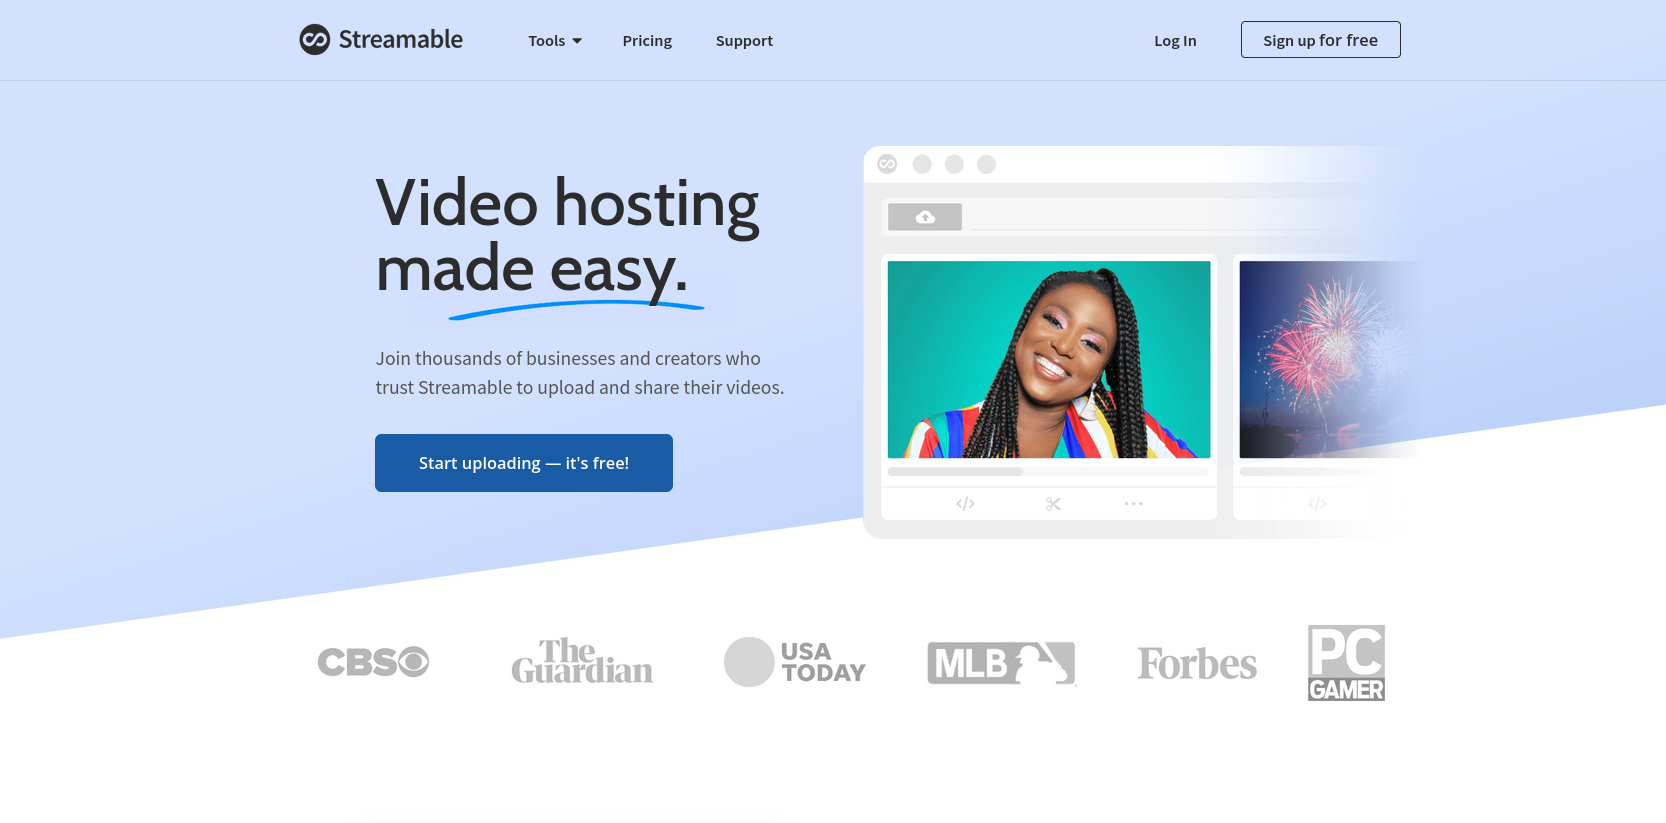 Streamable
Tools
Pricing
Support
Log In
Sign up for free
Video hosting
made easy.
Join thousands of businesses and creators who
trust Streamable to upload and share their videos.
Start uploading — it's free!
CBS
The
Guardian
USA
TODAY
MLB
Forbes
PC
GAMER